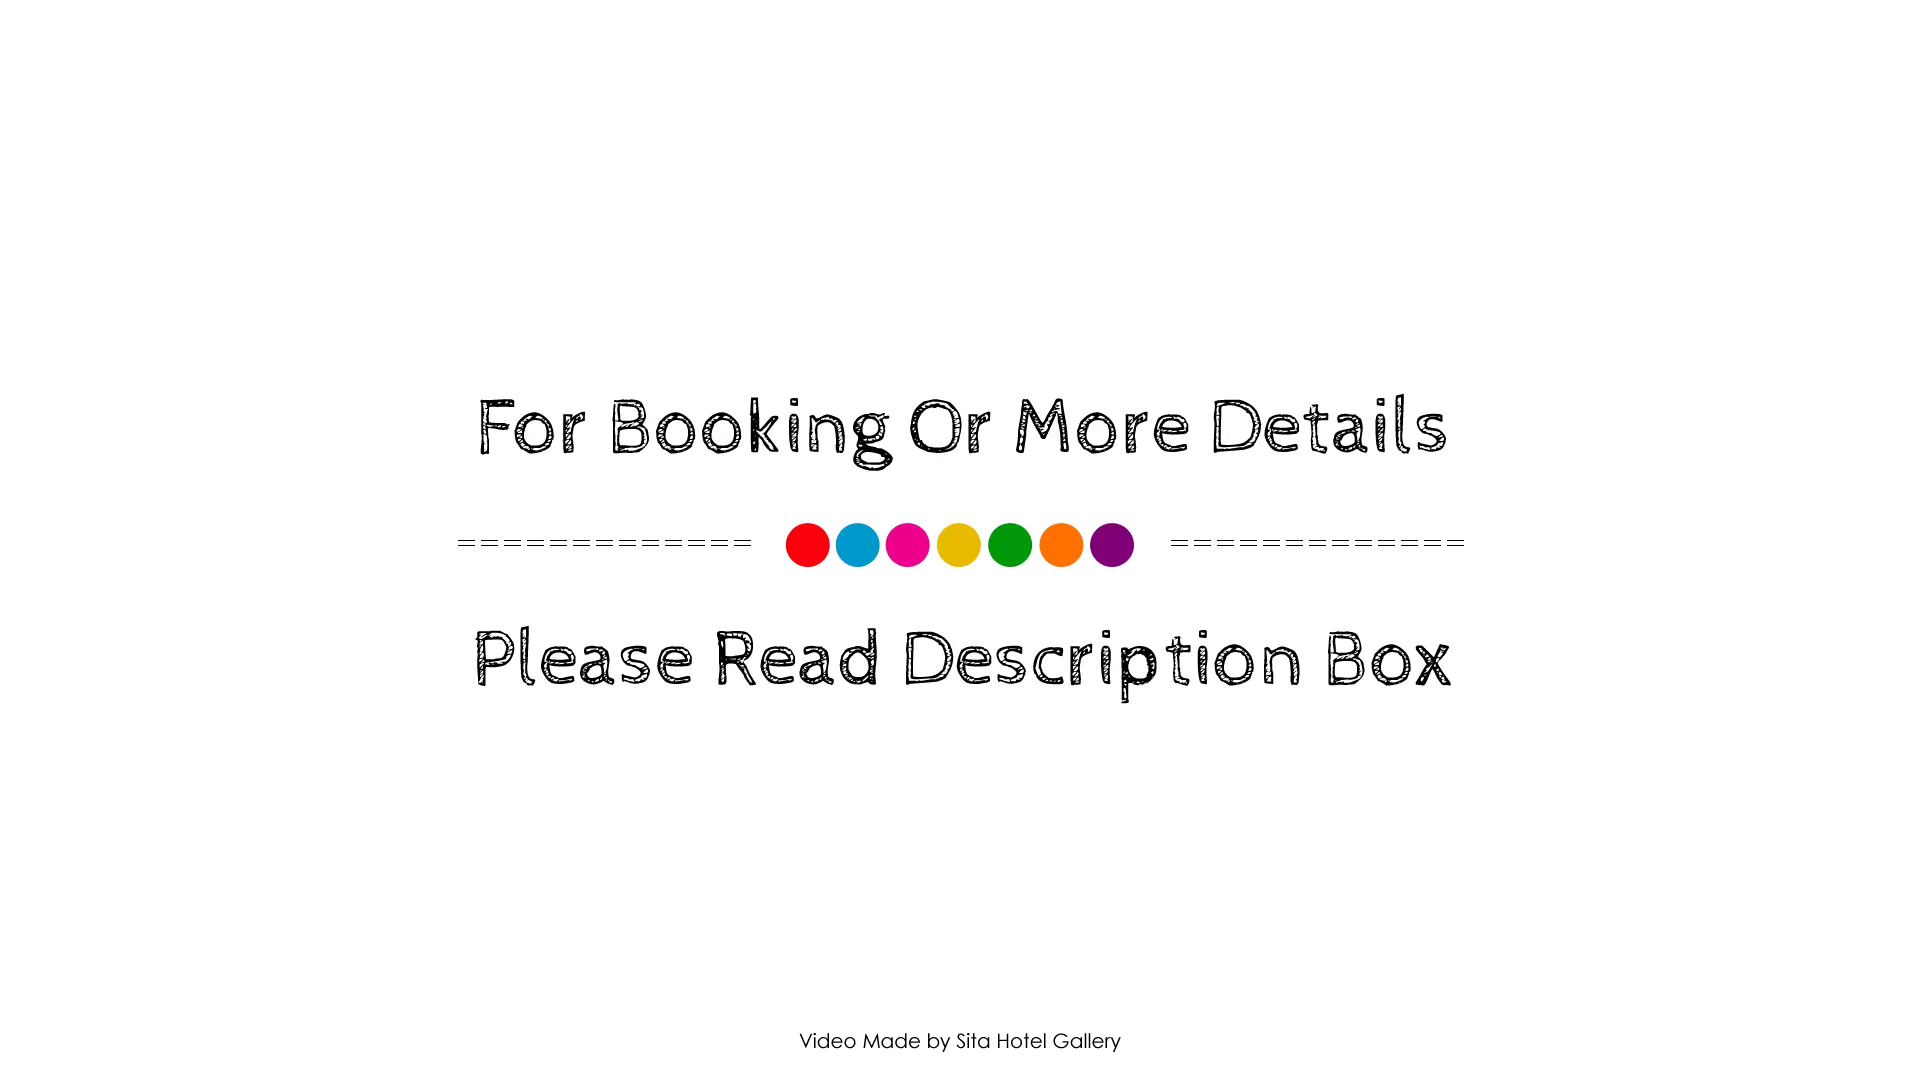 For Booking Or More Details
============= =============
Please Read Description Box
Video Made by Sita Hotel Gallery